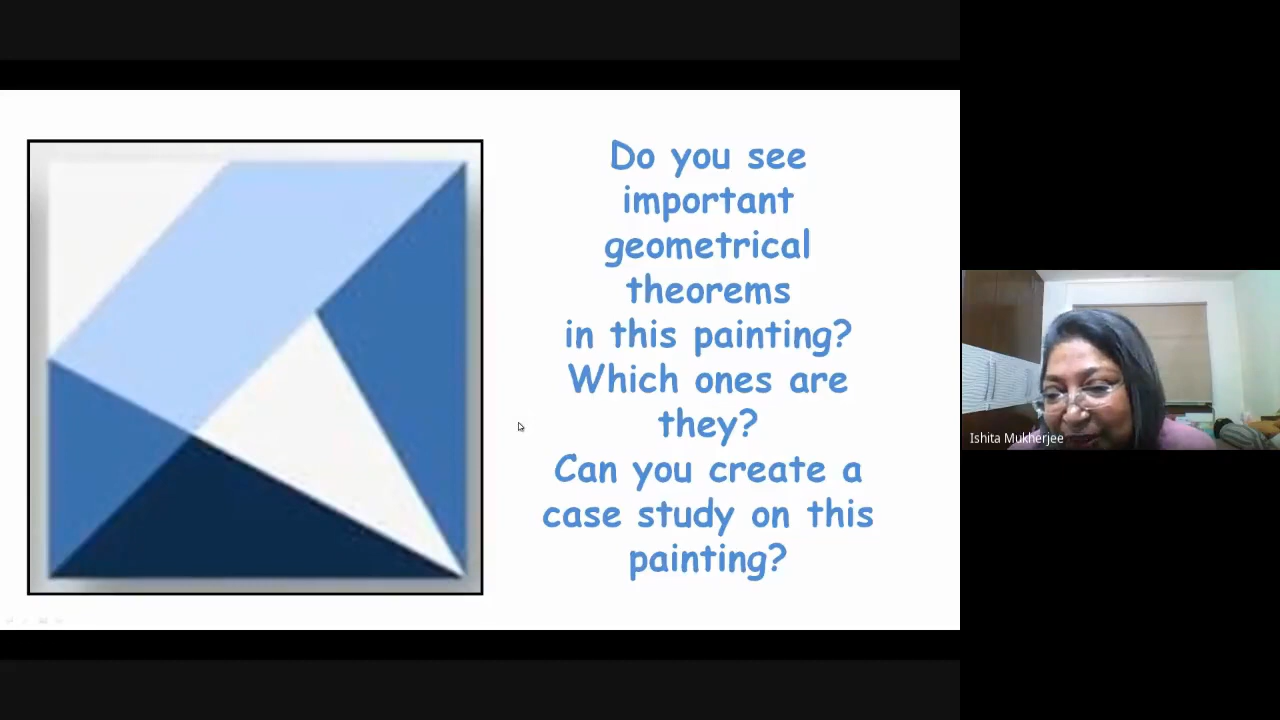 Do you see
important
geometrical
theorems
in this painting?
Which ones are
they?
Can you create a
case study on this
painting?
Ishita Mukherjee